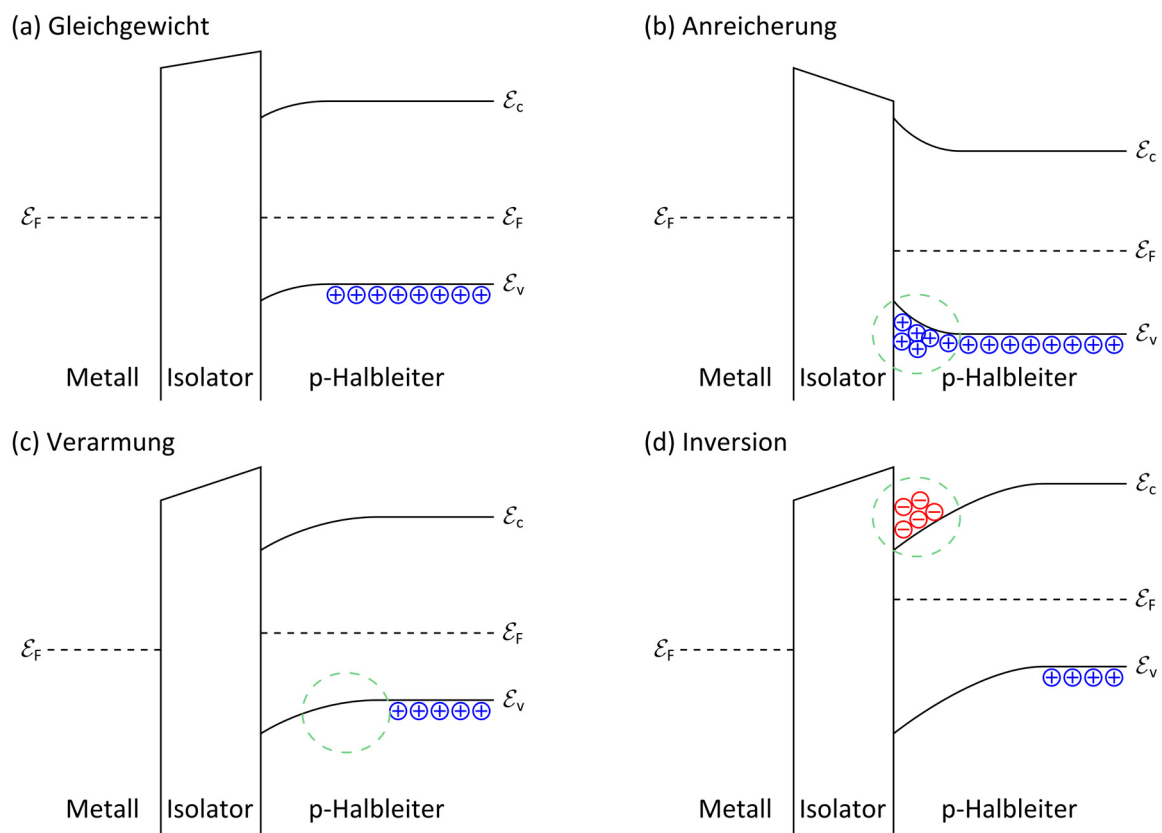 (a) Gleichgewicht
ℰc
ℰF
ℰF
ℰv
Metall
Isolator
p-Halbleiter
(b) Anreicherung
ℰc
ℰF
ℰF
ℰv
Metall
Isolator
p-Halbleiter
(c) Verarmung
ℰc
ℰF
ℰF
ℰv
Metall
Isolator
p-Halbleiter
(d) Inversion
ℰc
ℰF
ℰF
ℰv
Metall
Isolator
p-Halbleiter